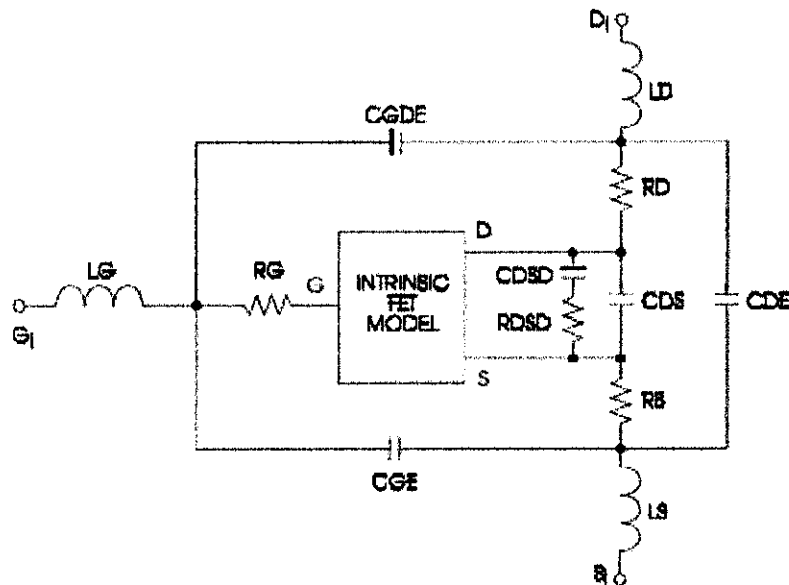 D₁
LD
CGDE
RD
D
LG
RG
G
INTRINSIC
FET
MODEL
CDSD
CDS
CDE
RDSD
G₁
S
RS
CGE
LS
S₁